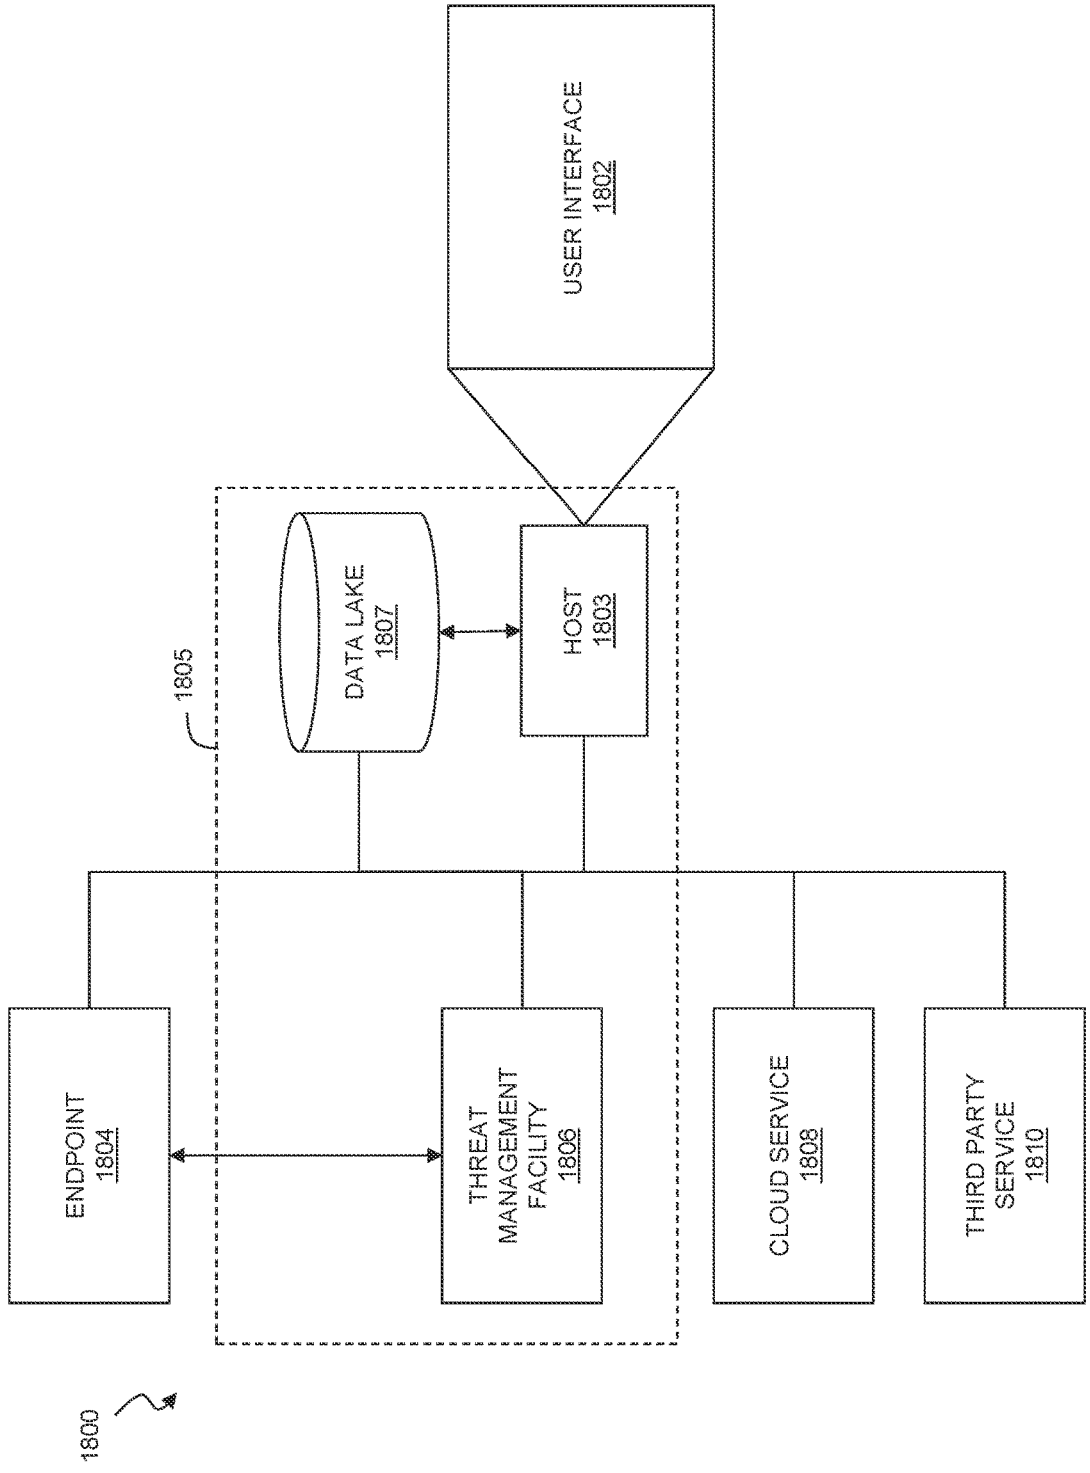 1800
ENDPOINT
1804
THREAT
MANAGEMENT
FACILITY
1806
CLOUD SERVICE
1808
THIRD PARTY
SERVICE
1810
1805
DATA LAKE
1807
HOST
1803
USER INTERFACE
1802